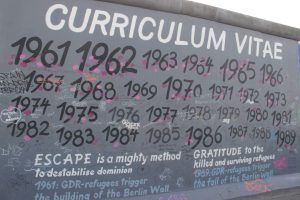 CURRICULUM VITAE
1961 1962 1963 1964 1965 1966
1967 1968 1969 1970 1971 1972 1973
1974 1975 1976 1977 1978 1979 1980 1981
1982 1983 1984 1985 1986 1987 1988 1989
ESCAPE is a mighty method
to destabilise dominion
1961: GDR-refugees trigger
the building of the Berlin Wall
GRATITUDE to the
killed and surviving refugees
1989: GDR-refugees trigger
the fall of the Berlin Wall